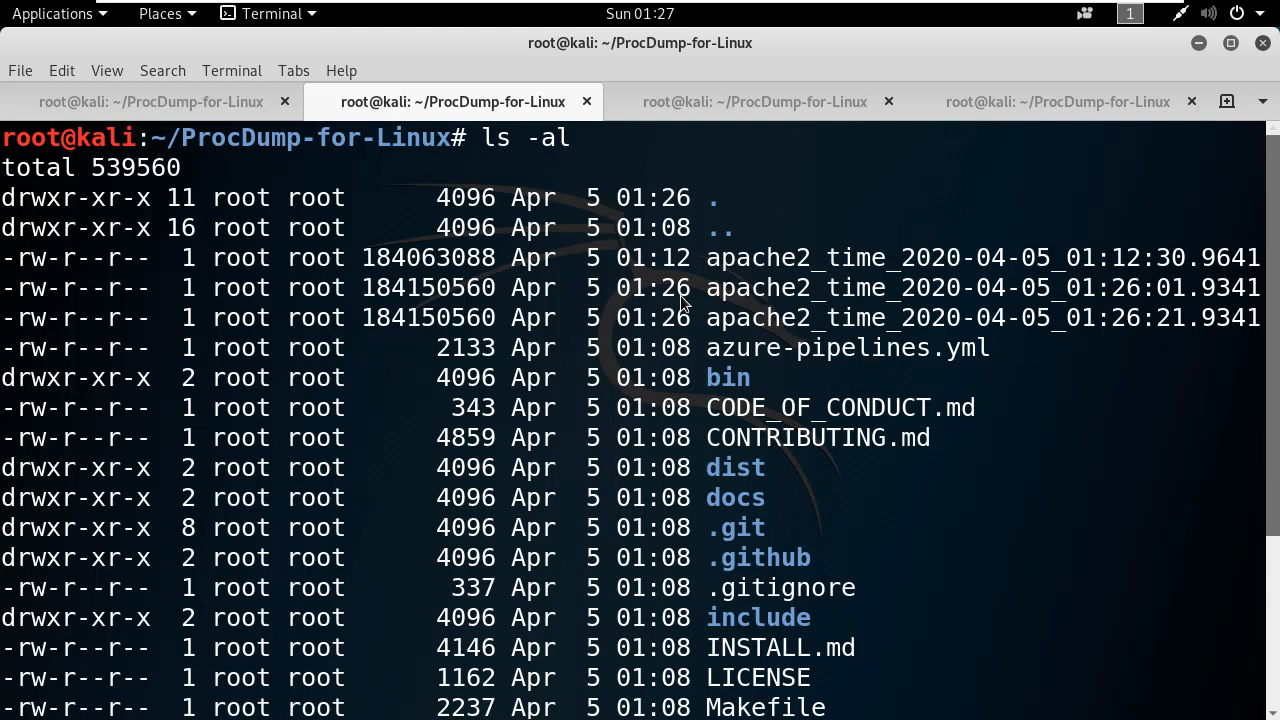 Applications Places Terminal Sun 01:27 1
root@kali: ~/ProcDump-for-Linux
File Edit View Search Terminal Tabs Help
root@kali: ~/ProcDump-for-Linux root@kali: ~/ProcDump-for-Linux root@kali: ~/ProcDump-for-Linux root@kali: ~/ProcDump-for-Linux
root@kali:~/ProcDump-for-Linux# ls -al
total 539560
drwxr-xr-x 11 root root 4096 Apr 5 01:26 .
drwxr-xr-x 16 root root 4096 Apr 5 01:08 ..
-rw-r--r-- 1 root root 184063088 Apr 5 01:12 apache2_time_2020-04-05_01:12:30.9641
-rw-r--r-- 1 root root 184150560 Apr 5 01:26 apache2_time_2020-04-05_01:26:01.9341
-rw-r--r-- 1 root root 184150560 Apr 5 01:26 apache2_time_2020-04-05_01:26:21.9341
-rw-r--r-- 1 root root 2133 Apr 5 01:08 azure-pipelines.yml
drwxr-xr-x 2 root root 4096 Apr 5 01:08 bin
-rw-r--r-- 1 root root 343 Apr 5 01:08 CODE_OF_CONDUCT.md
-rw-r--r-- 1 root root 4859 Apr 5 01:08 CONTRIBUTING.md
drwxr-xr-x 2 root root 4096 Apr 5 01:08 dist
drwxr-xr-x 2 root root 4096 Apr 5 01:08 docs
drwxr-xr-x 8 root root 4096 Apr 5 01:08 .git
drwxr-xr-x 2 root root 4096 Apr 5 01:08 .github
-rw-r--r-- 1 root root 337 Apr 5 01:08 .gitignore
drwxr-xr-x 2 root root 4096 Apr 5 01:08 include
-rw-r--r-- 1 root root 4146 Apr 5 01:08 INSTALL.md
-rw-r--r-- 1 root root 1162 Apr 5 01:08 LICENSE
-rw-r--r-- 1 root root 2237 Apr 5 01:08 Makefile